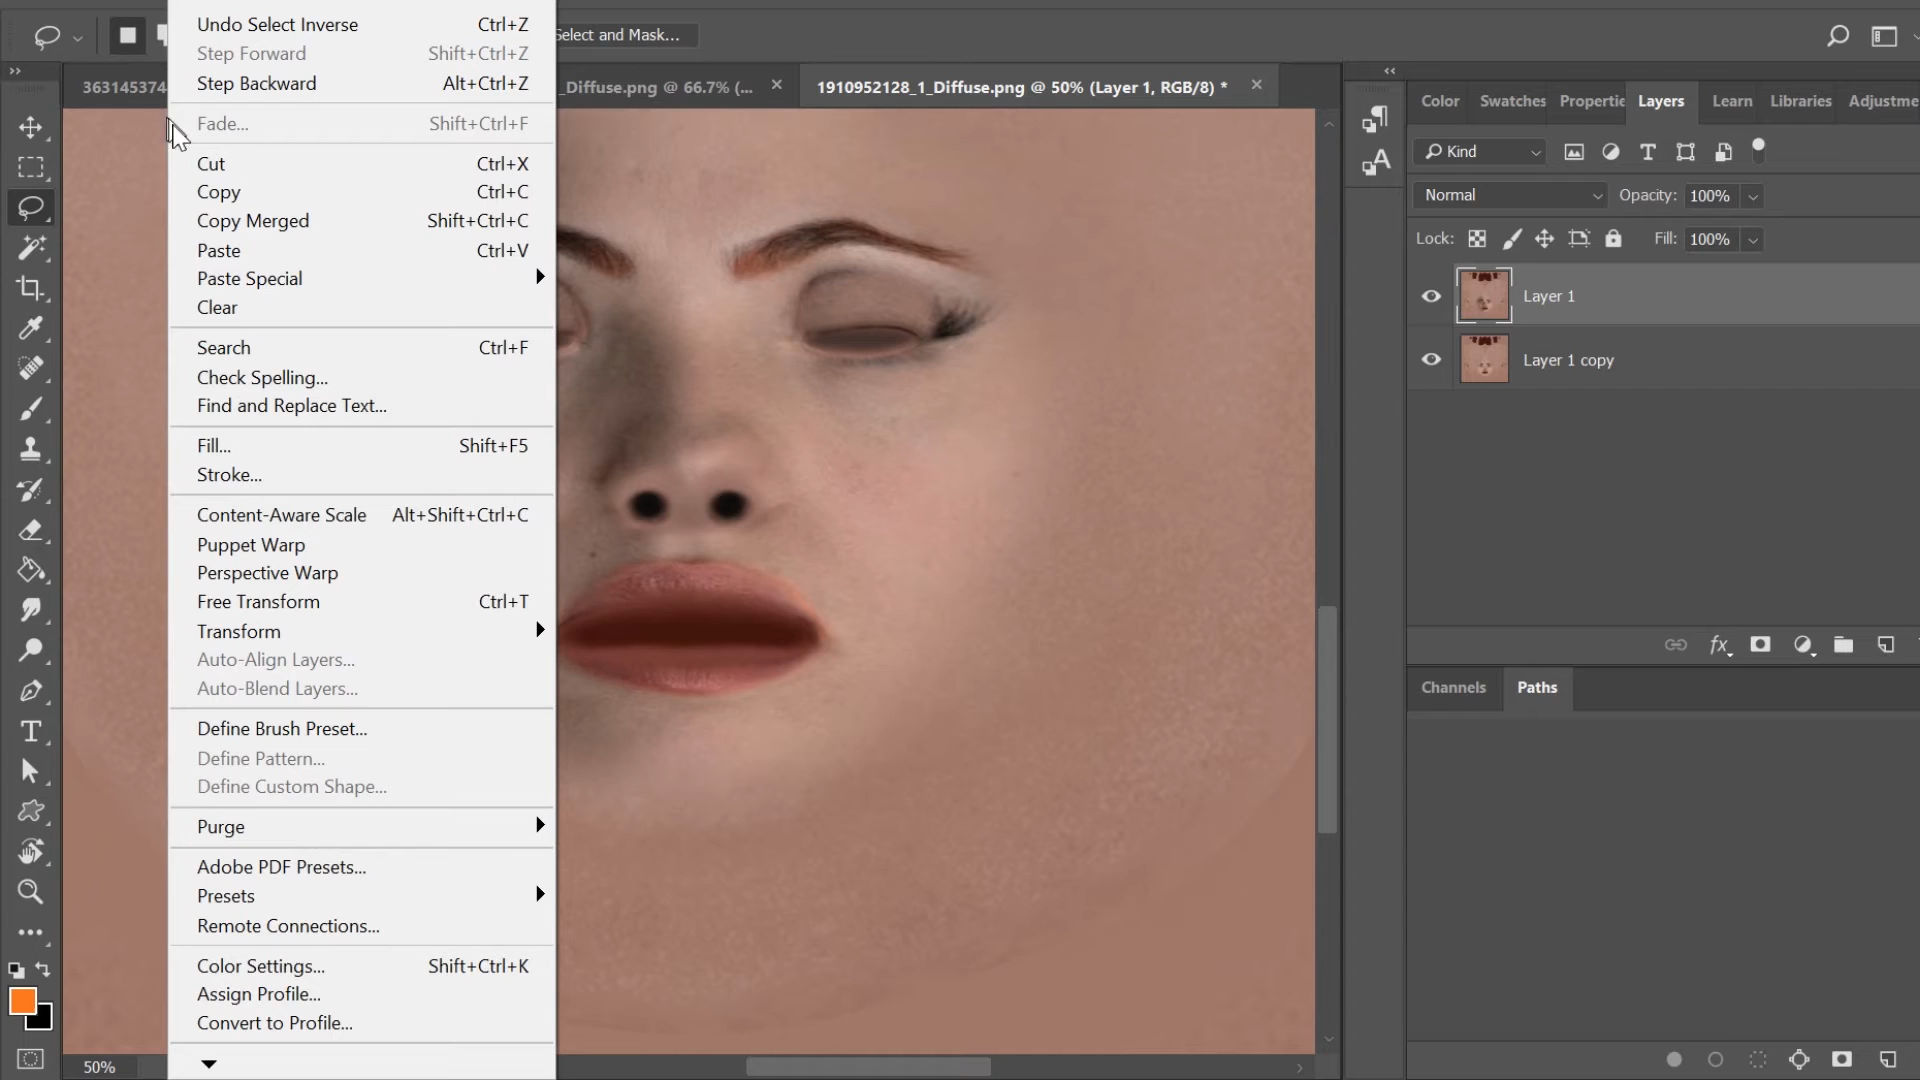 Select and Mask...
363145374
_Diffuse.png @ 66.7% (...
1910952128_1_Diffuse.png @ 50% (Layer 1, RGB/8) *
Undo Select Inverse Ctrl+Z
Step Forward Shift+Ctrl+Z
Step Backward Alt+Ctrl+Z
Fade... Shift+Ctrl+F
Cut Ctrl+X
Copy Ctrl+C
Copy Merged Shift+Ctrl+C
Paste Ctrl+V
Paste Special
Clear
Search Ctrl+F
Check Spelling...
Find and Replace Text...
Fill... Shift+F5
Stroke...
Content-Aware Scale Alt+Shift+Ctrl+C
Puppet Warp
Perspective Warp
Free Transform Ctrl+T
Transform
Auto-Align Layers...
Auto-Blend Layers...
Define Brush Preset...
Define Pattern...
Define Custom Shape...
Purge
Adobe PDF Presets...
Presets
Remote Connections...
Color Settings... Shift+Ctrl+K
Assign Profile...
Convert to Profile...
50%
Color Swatches Propertie Layers Learn Libraries Adjustme
Kind
Normal Opacity: 100%
Lock: Fill: 100%
Layer 1
Layer 1 copy
fx
Channels Paths